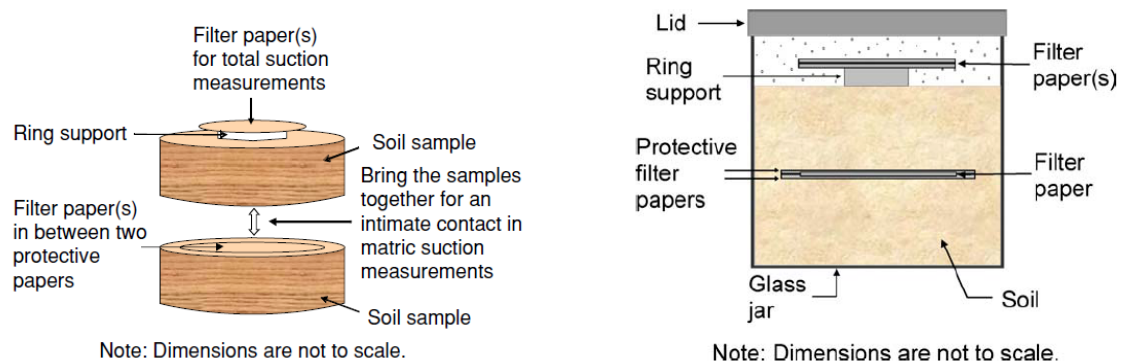 Filter paper(s)
for total suction
measurements
Ring support
Soil sample
Bring the samples
together for an
intimate contact in
matric suction
measurements
Filter paper(s)
in between two
protective
papers
Soil sample
Note: Dimensions are not to scale.
Lid
Ring
support
Filter
paper(s)
Protective
filter
papers
Filter
paper
Glass
jar
Soil
Note: Dimensions are not to scale.